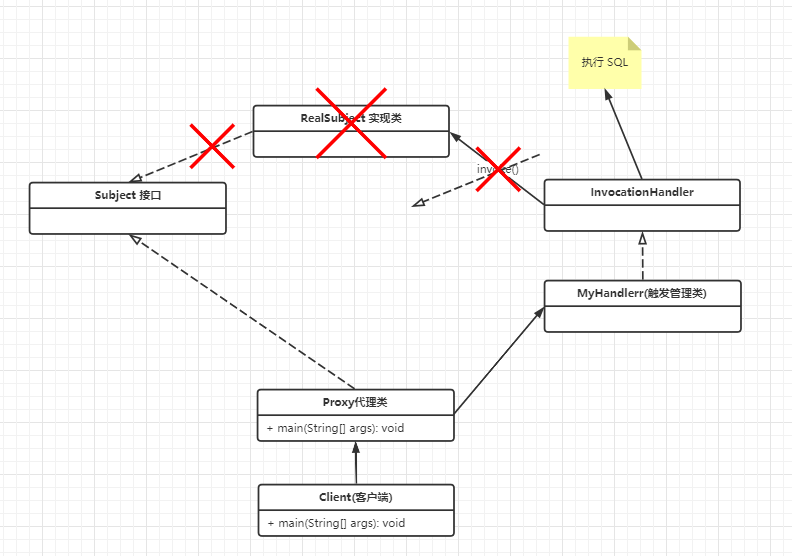 执行 SQL
RealSubject 实现类
invoke()
Subject 接口
InvocationHandler
MyHandlerr(触发管理类)
Proxy代理类
+ main(String[] args): void
Client(客户端)
+ main(String[] args): void